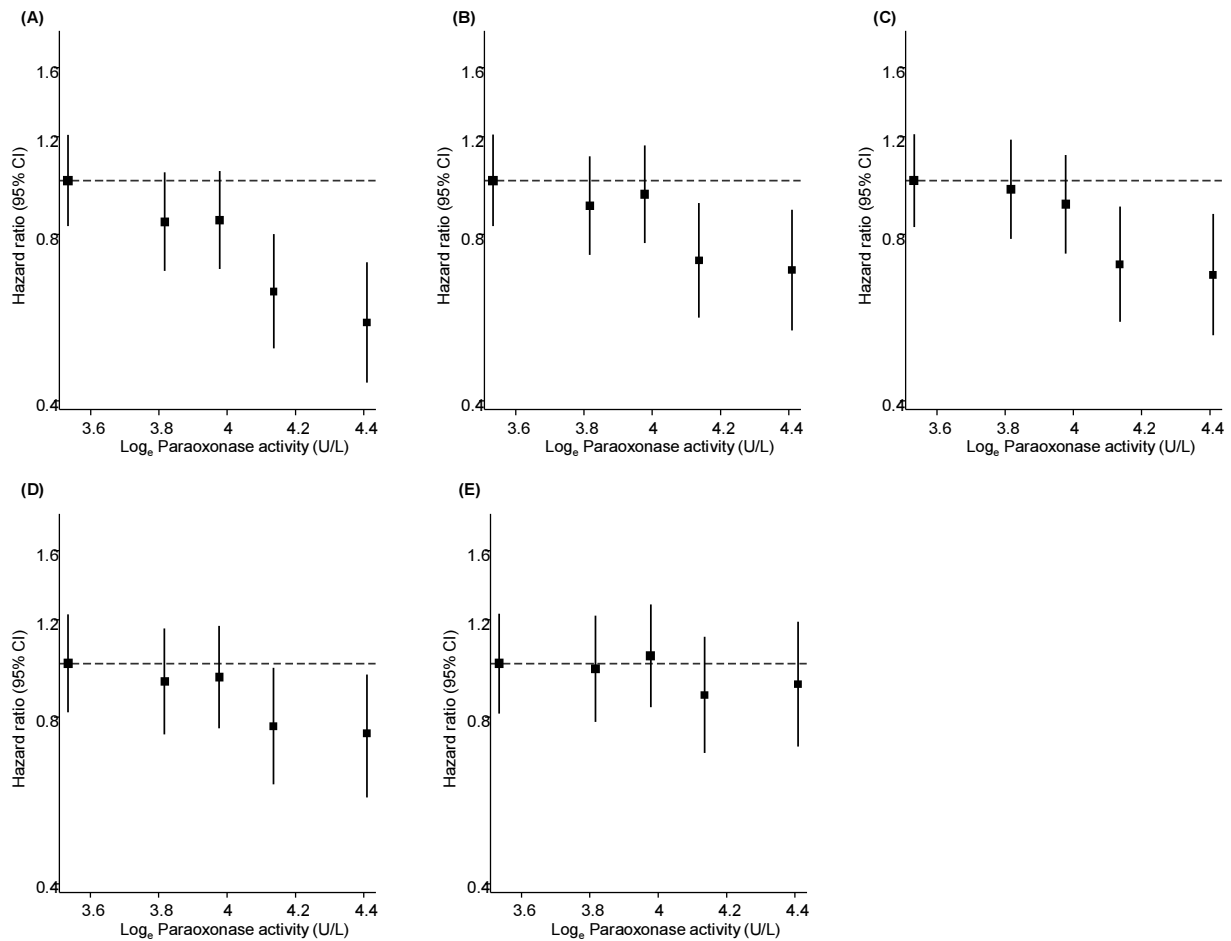 (A)
Hazard ratio (95% CI)
1.6
1.2
0.8
0.4
3.6 3.8 4 4.2 4.4
Logₑ Paraoxonase activity (U/L)
(B)
Hazard ratio (95% CI)
1.6
1.2
0.8
0.4
3.6 3.8 4 4.2 4.4
Logₑ Paraoxonase activity (U/L)
(C)
Hazard ratio (95% CI)
1.6
1.2
0.8
0.4
3.6 3.8 4 4.2 4.4
Logₑ Paraoxonase activity (U/L)
(D)
Hazard ratio (95% CI)
1.6
1.2
0.8
0.4
3.6 3.8 4 4.2 4.4
Logₑ Paraoxonase activity (U/L)
(E)
Hazard ratio (95% CI)
1.6
1.2
0.8
0.4
3.6 3.8 4 4.2 4.4
Logₑ Paraoxonase activity (U/L)